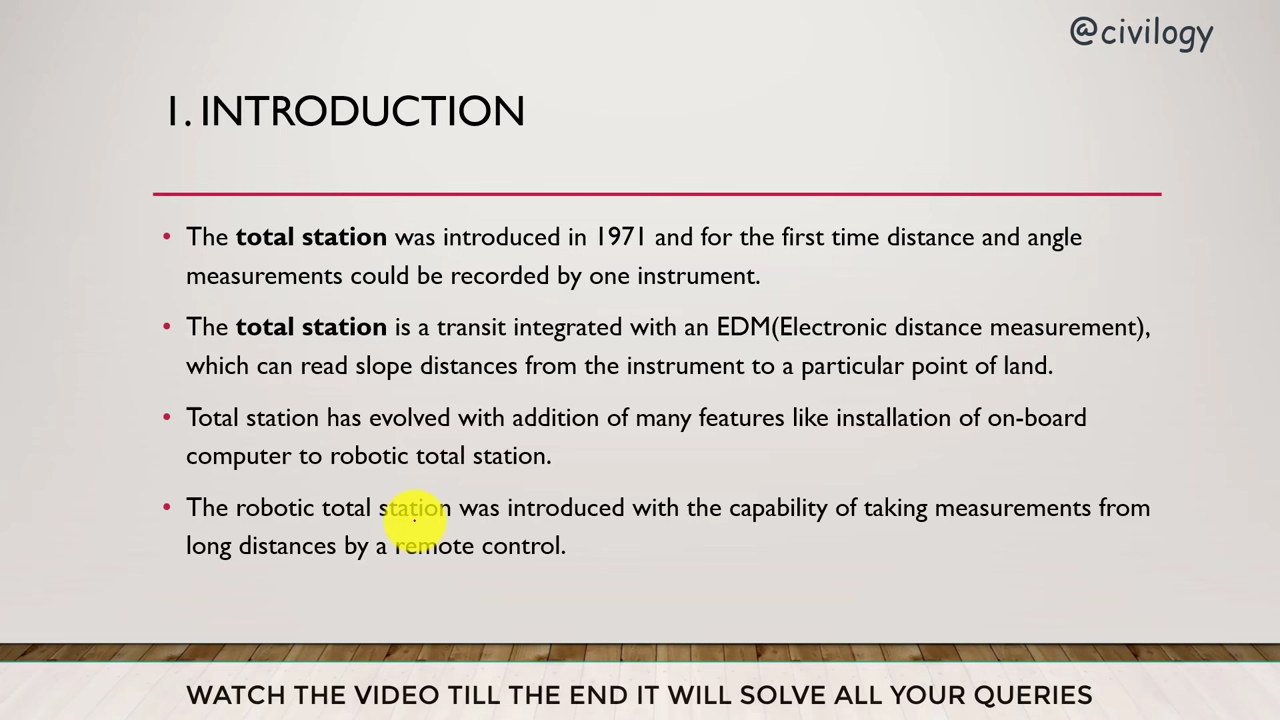 @civilogy
1. INTRODUCTION
• The total station was introduced in 1971 and for the first time distance and angle
measurements could be recorded by one instrument.
• The total station is a transit integrated with an EDM(Electronic distance measurement),
which can read slope distances from the instrument to a particular point of land.
• Total station has evolved with addition of many features like installation of on-board
computer to robotic total station.
• The robotic total station was introduced with the capability of taking measurements from
long distances by a remote control.
WATCH THE VIDEO TILL THE END IT WILL SOLVE ALL YOUR QUERIES